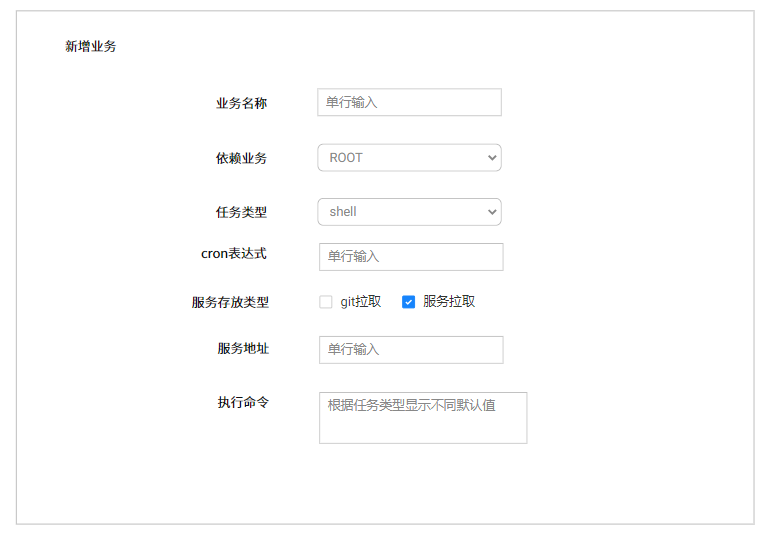 新增业务
业务名称 单行输入
依赖业务 ROOT
任务类型 shell
cron表达式 单行输入
服务存放类型 git拉取 服务拉取
服务地址 单行输入
执行命令 根据任务类型显示不同默认值